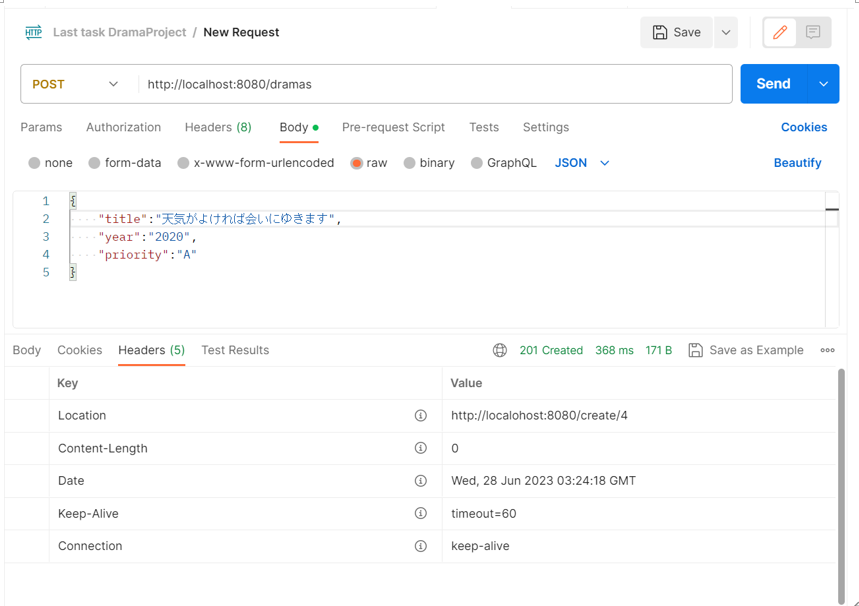 HTTP Last task DramaProject / New Request Save
POST http://localhost:8080/dramas Send
Params Authorization Headers (8) Body Pre-request Script Tests Settings Cookies
none form-data x-www-form-urlencoded raw binary GraphQL JSON Beautify
1 {
2 "title":"天気がよければ会いにゆきます",
3 "year":"2020",
4 "priority":"A"
5 }
Body Cookies Headers (5) Test Results 201 Created 368 ms 171 B Save as Example
Key Value
Location http://localohost:8080/create/4
Content-Length 0
Date Wed, 28 Jun 2023 03:24:18 GMT
Keep-Alive timeout=60
Connection keep-alive